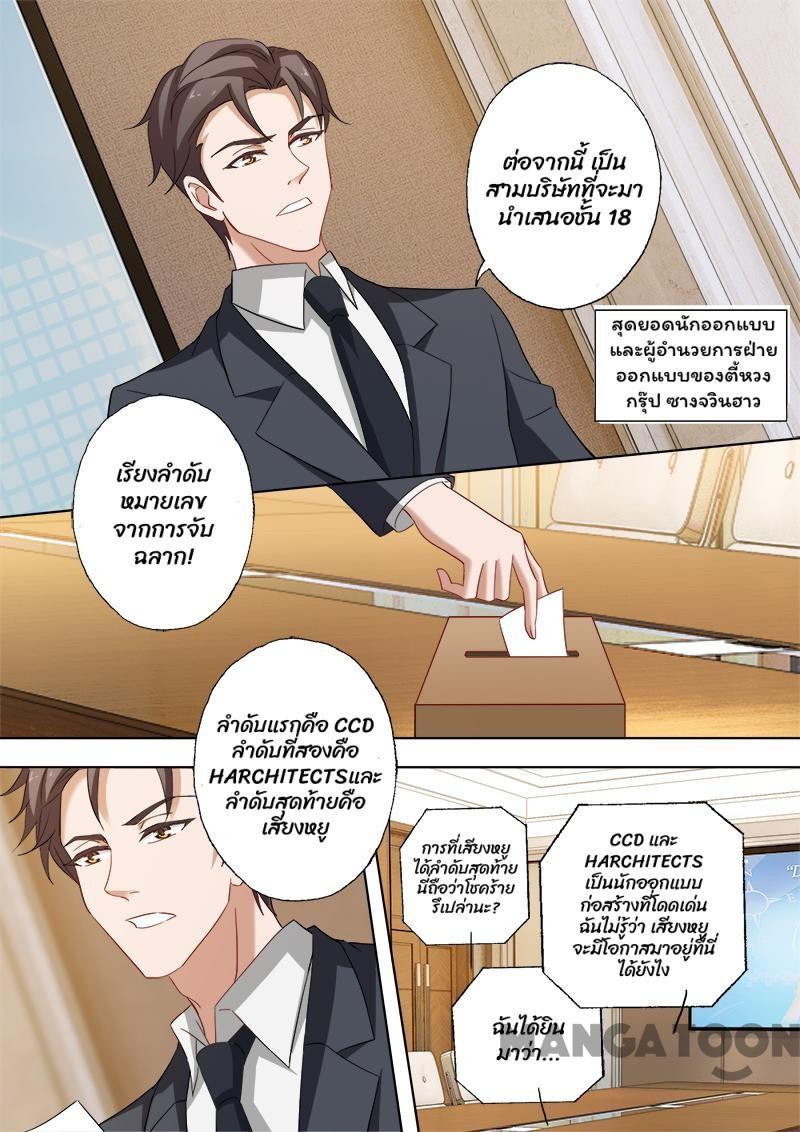 ต่อจากนี้ เป็น
สามบริษัทที่จะมา
นำเสนอชั้น 18
สุดยอดนักออกแบบ
และผู้อำนวยการฝ่าย
ออกแบบของตี้หวง
กรุ๊ป ซางจวินฮาว
เรียงลำดับ
หมายเลข
จากการจับ
ฉลาก!
ลำดับแรกคือ CCD
ลำดับที่สองคือ
HARCHITECTSและ
ลำดับสุดท้ายคือ
เสี่ยงหยู
การที่เสี่ยงหยู
ได้ลำดับสุดท้าย
นี่ถือว่าโชคร้าย
รึเปล่านะ?
CCD และ
HARCHITECTS
เป็นนักออกแบบ
ก่อสร้างที่โดดเด่น
ฉันไม่รู้ว่า เสี่ยงหยู
จะมีโอกาสมาอยู่ที่นี่
ได้ยังไง
ฉันได้ยิน
มาว่า...
MANGATOON